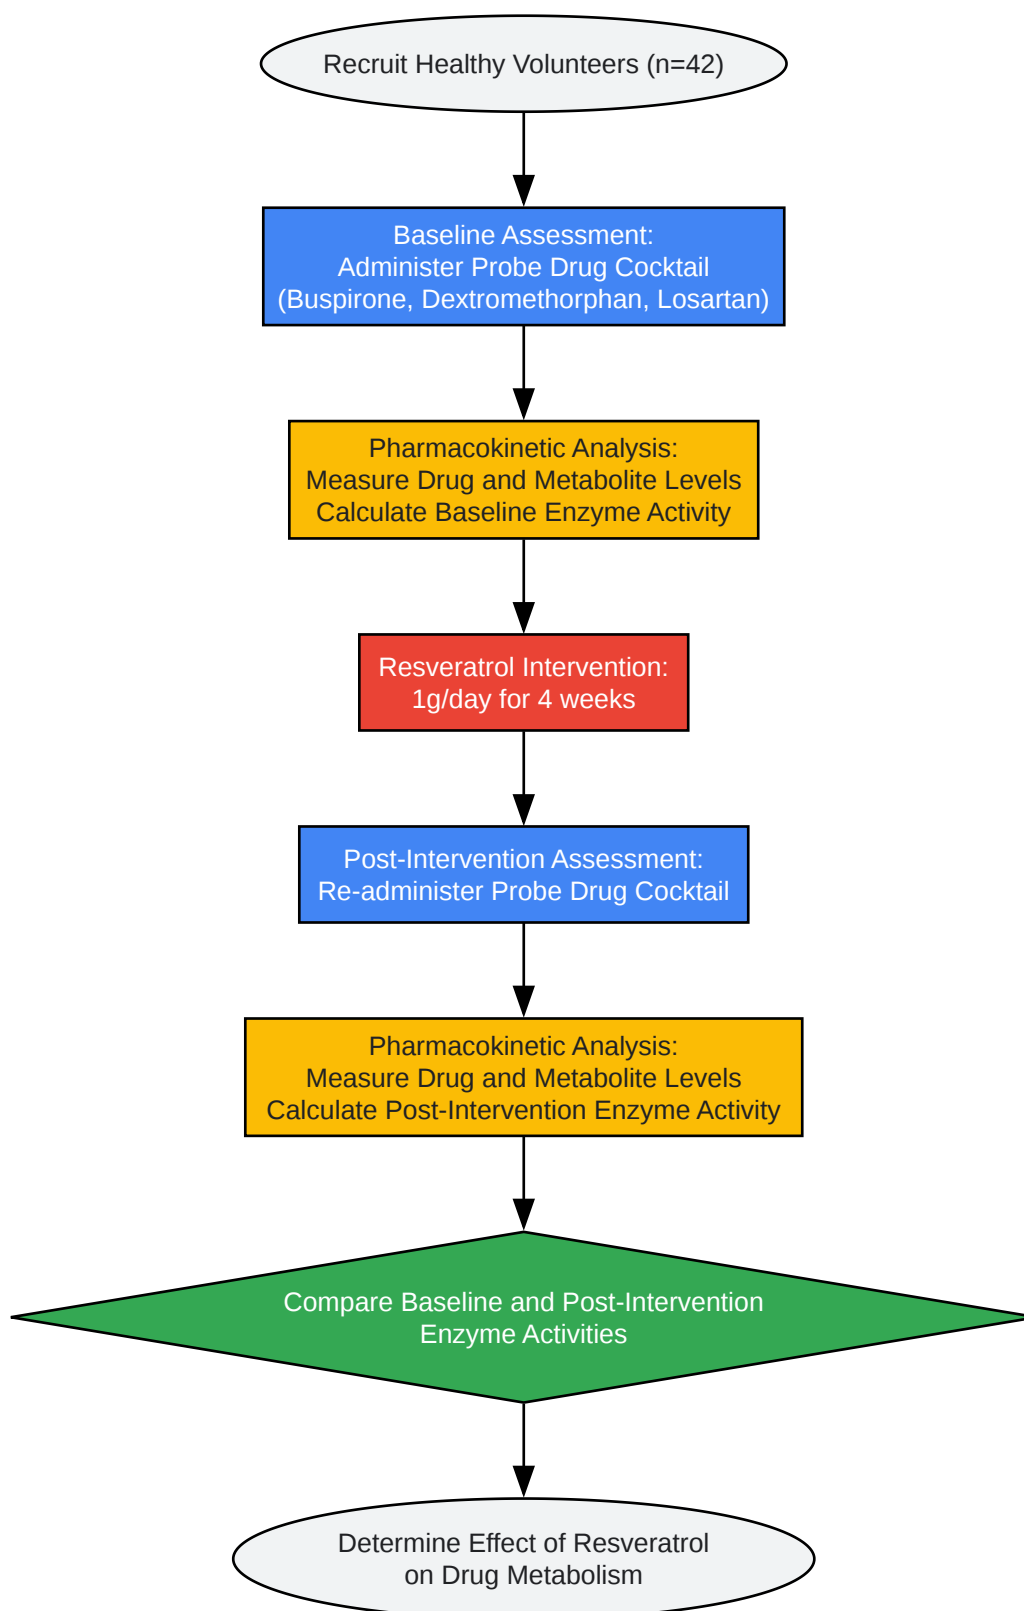 Recruit Healthy Volunteers (n=42)
Baseline Assessment:
Administer Probe Drug Cocktail
(Buspirone, Dextromethorphan, Losartan)
Pharmacokinetic Analysis:
Measure Drug and Metabolite Levels
Calculate Baseline Enzyme Activity
Resveratrol Intervention:
1g/day for 4 weeks
Post-Intervention Assessment:
Re-administer Probe Drug Cocktail
Pharmacokinetic Analysis:
Measure Drug and Metabolite Levels
Calculate Post-Intervention Enzyme Activity
Compare Baseline and Post-Intervention
Enzyme Activities
Determine Effect of Resveratrol
on Drug Metabolism